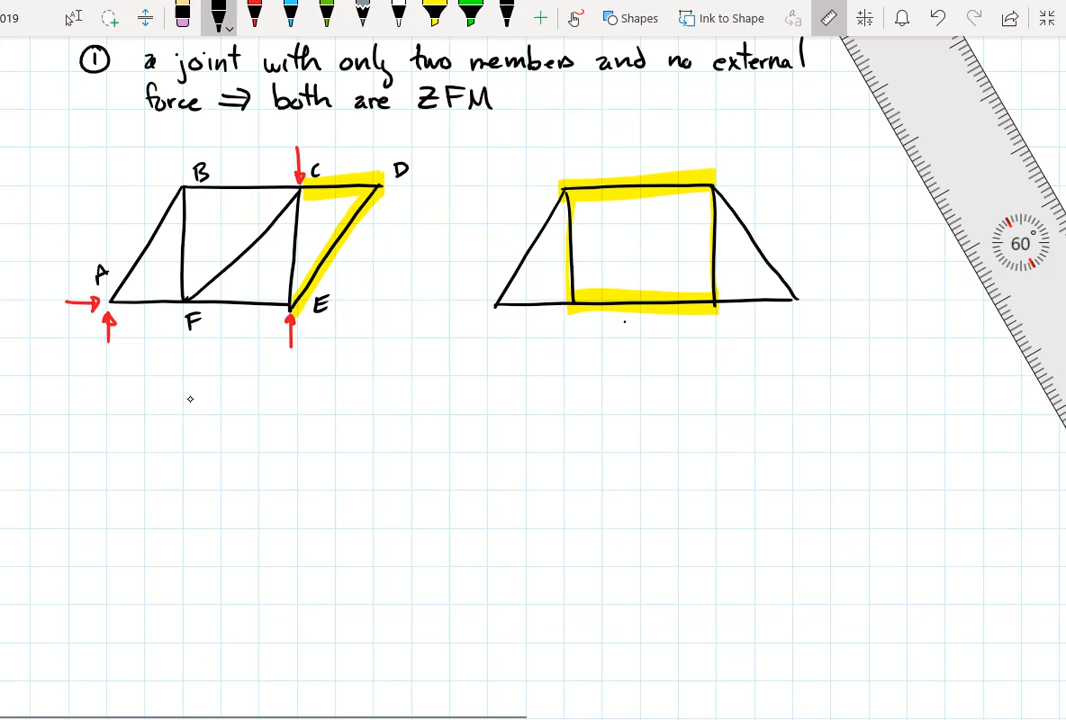 019
Shapes
Ink to Shape
① a joint with only two members and no external
force ⇒ both are ZFM
B
C
D
A
F
E
60°